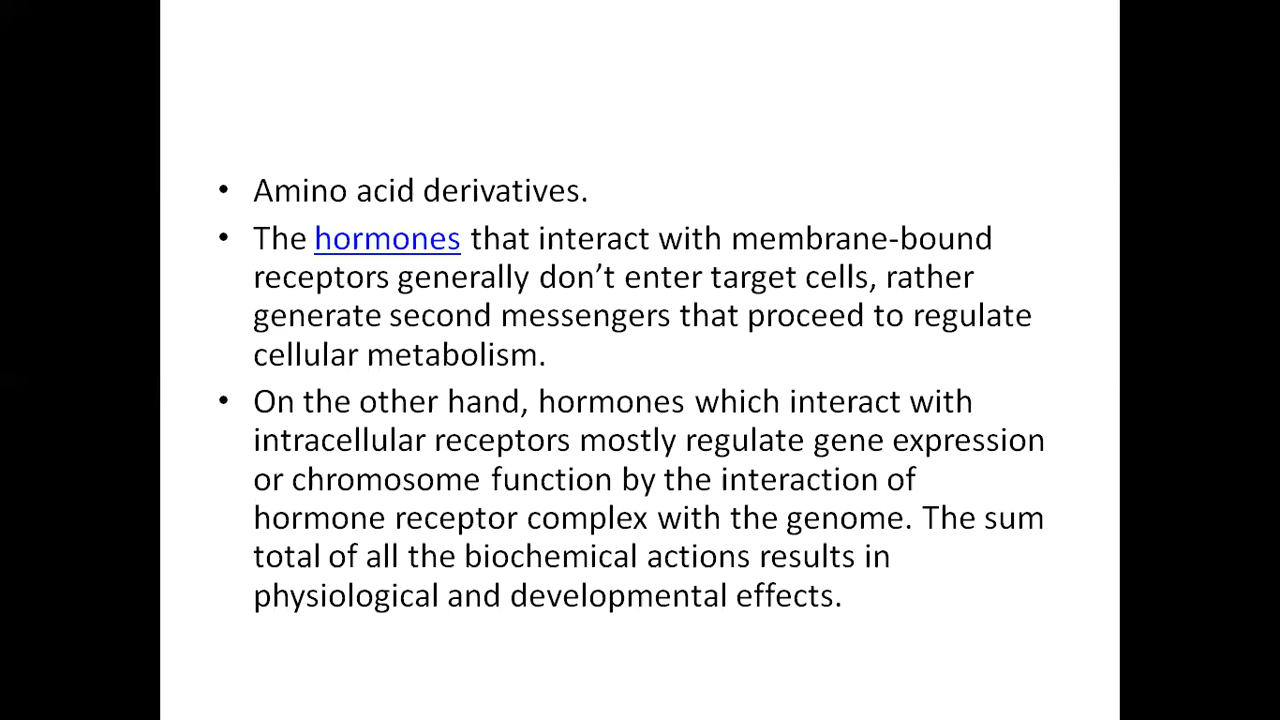 • Amino acid derivatives.
• The hormones that interact with membrane-bound
receptors generally don’t enter target cells, rather
generate second messengers that proceed to regulate
cellular metabolism.
• On the other hand, hormones which interact with
intracellular receptors mostly regulate gene expression
or chromosome function by the interaction of
hormone receptor complex with the genome. The sum
total of all the biochemical actions results in
physiological and developmental effects.